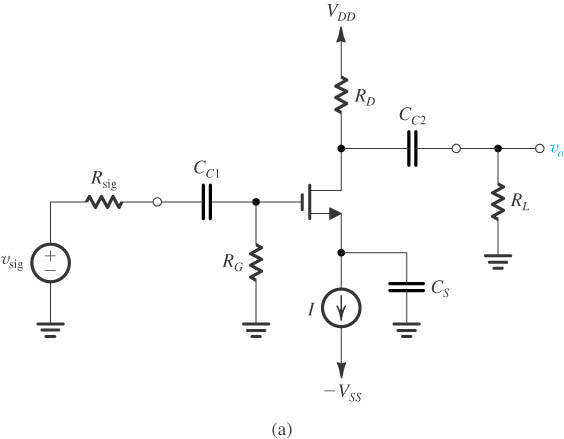 V_DD
R_D
C_C2
v_o
R_sig
C_C1
R_L
v_sig
+
−
R_G
I
C_S
−V_SS
(a)